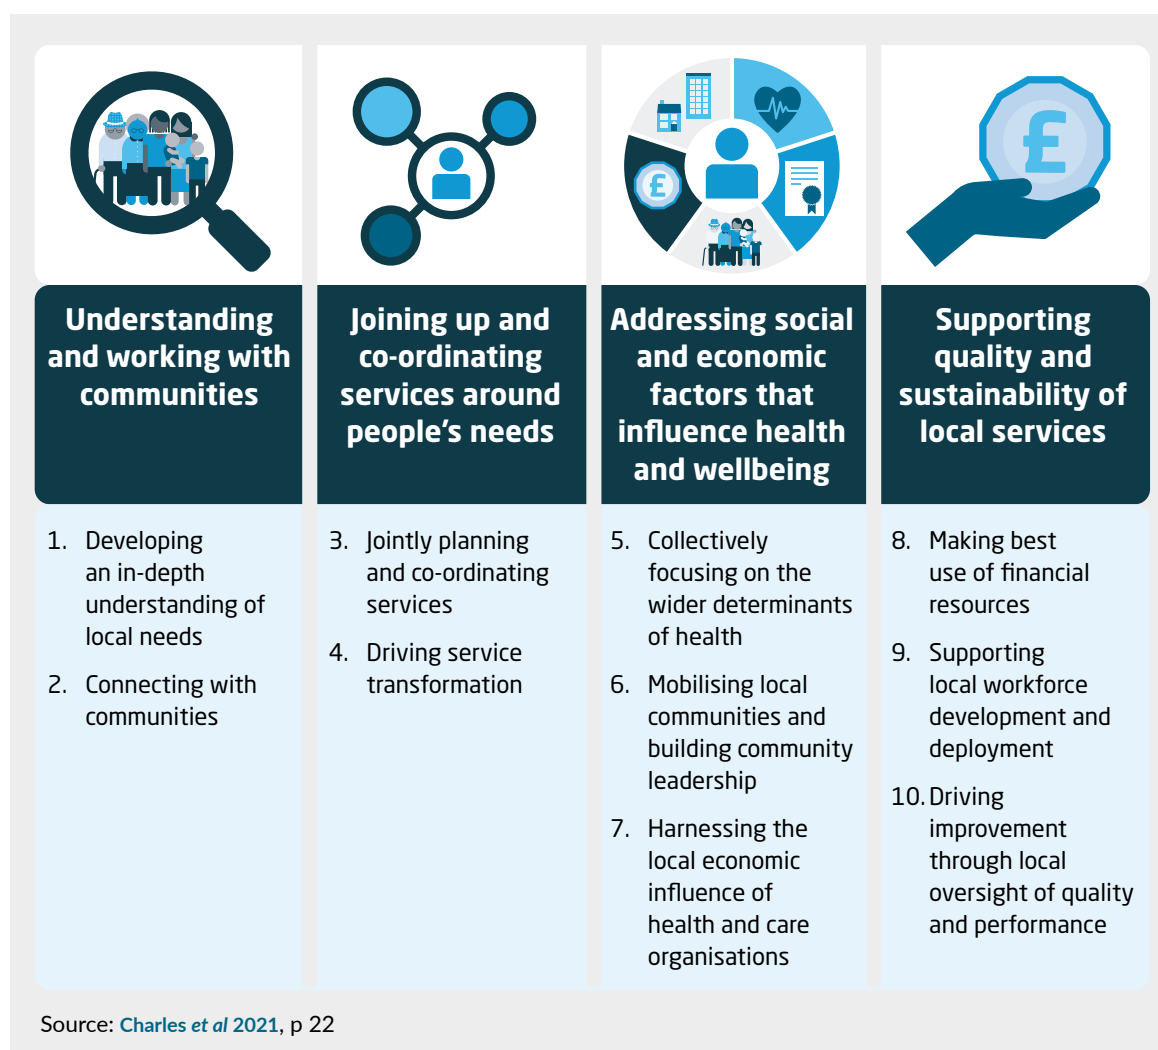 £
£
Understanding
and working with
communities
Joining up and
co-ordinating
services around
people's needs
Addressing social
and economic
factors that
influence health
and wellbeing
Supporting
quality and
sustainability of
local services
1. Developing
an in-depth
understanding of
local needs
2. Connecting with
communities
3. Jointly planning
and co-ordinating
services
4. Driving service
transformation
5. Collectively
focusing on the
wider determinants
of health
6. Mobilising local
communities and
building community
leadership
7. Harnessing the
local economic
influence of
health and care
organisations
8. Making best
use of financial
resources
9. Supporting
local workforce
development and
deployment
10. Driving
improvement
through local
oversight of quality
and performance
Source: Charles et al 2021, p 22